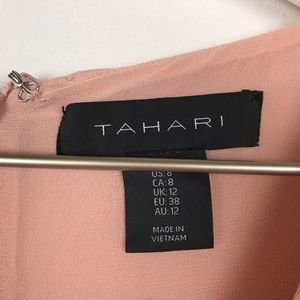 TAHARI
US:8
CA: 8
UK:12
EU: 38
AU: 12
MADE IN
VIETNAM